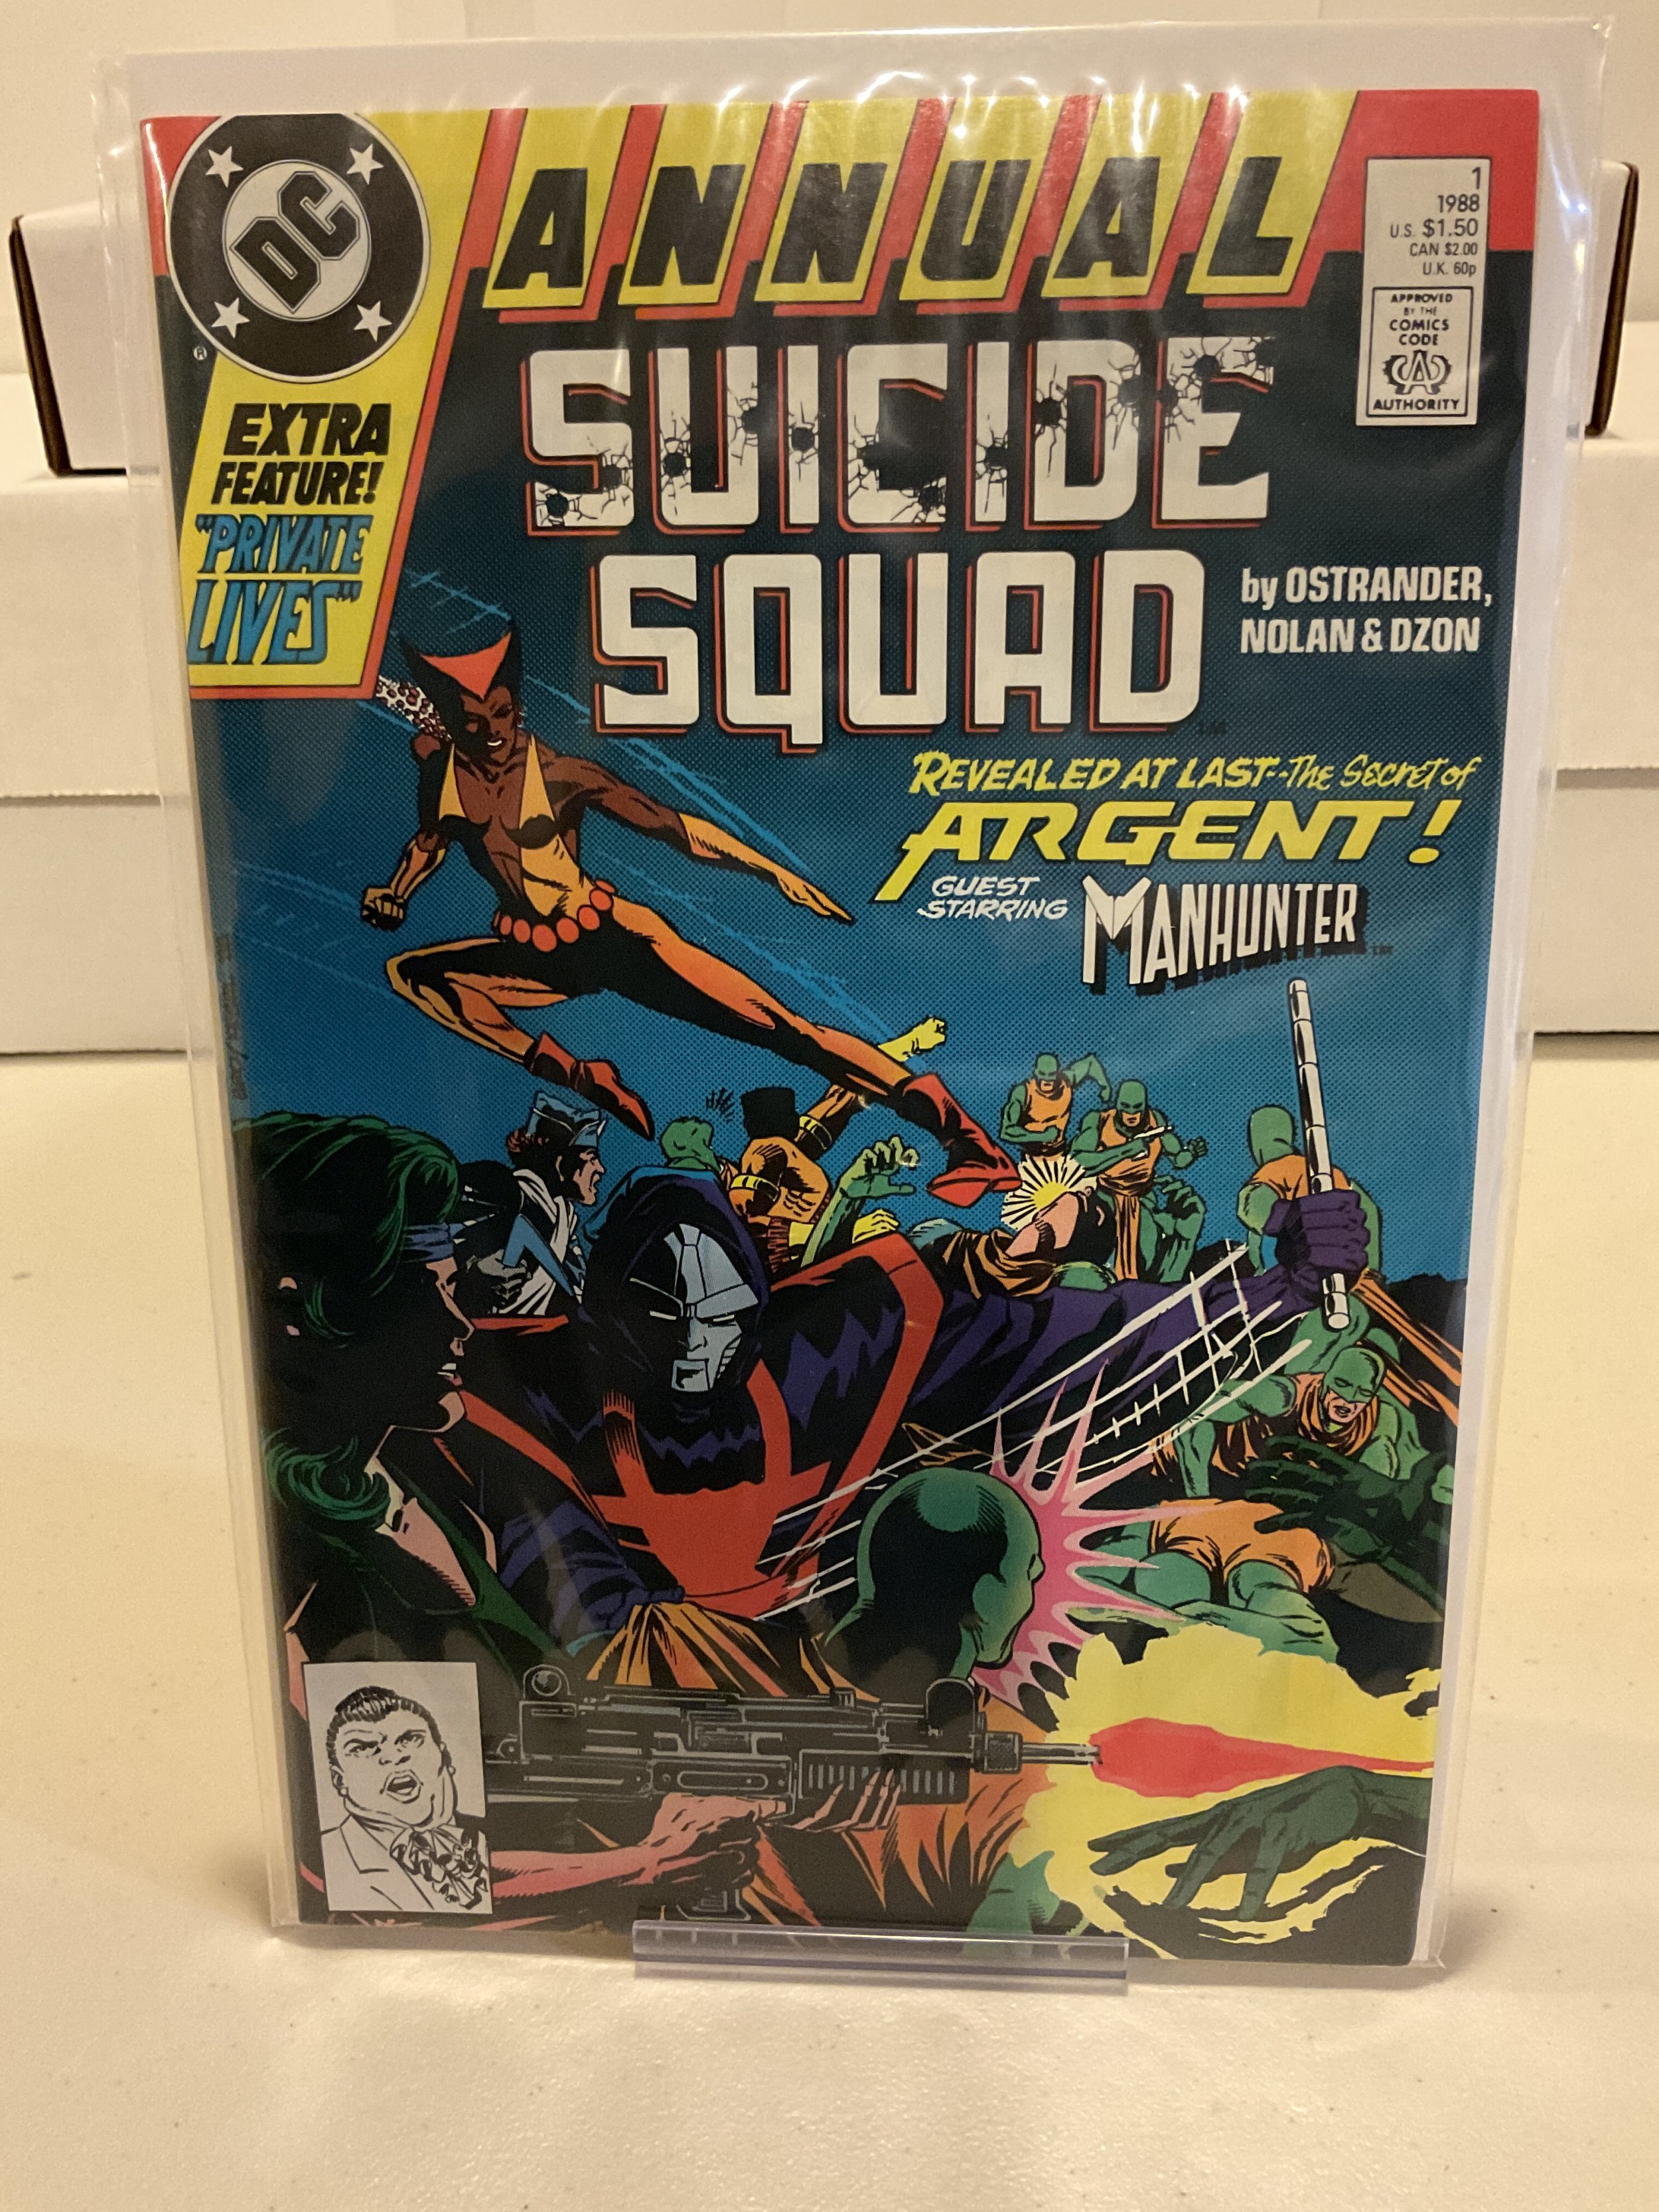 DC
®
ANNUAL
1
1988
U.S. $1.50
CAN $2.00
U.K. 60p
APPROVED
BY THE
COMICS
CODE
CA
AUTHORITY
EXTRA
FEATURE!
"PRIVATE
LIVES"
SUICIDE
SQUAD
by OSTRANDER,
NOLAN & DZON
REVEALED AT LAST--The Secret of
ARGENT!
GUEST
STARRING
MANHUNTER